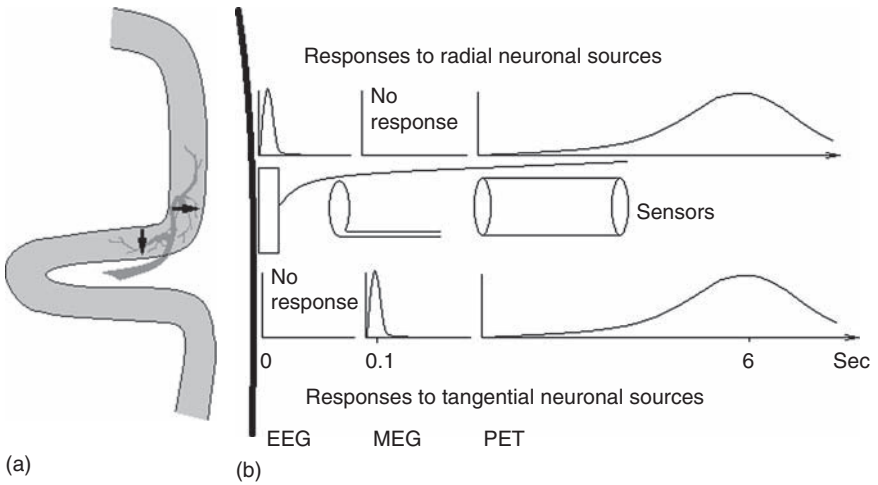 Responses to radial neuronal sources
No
response
Sensors
No
response
0
0.1
6
Sec
Responses to tangential neuronal sources
EEG
MEG
PET
(a)
(b)